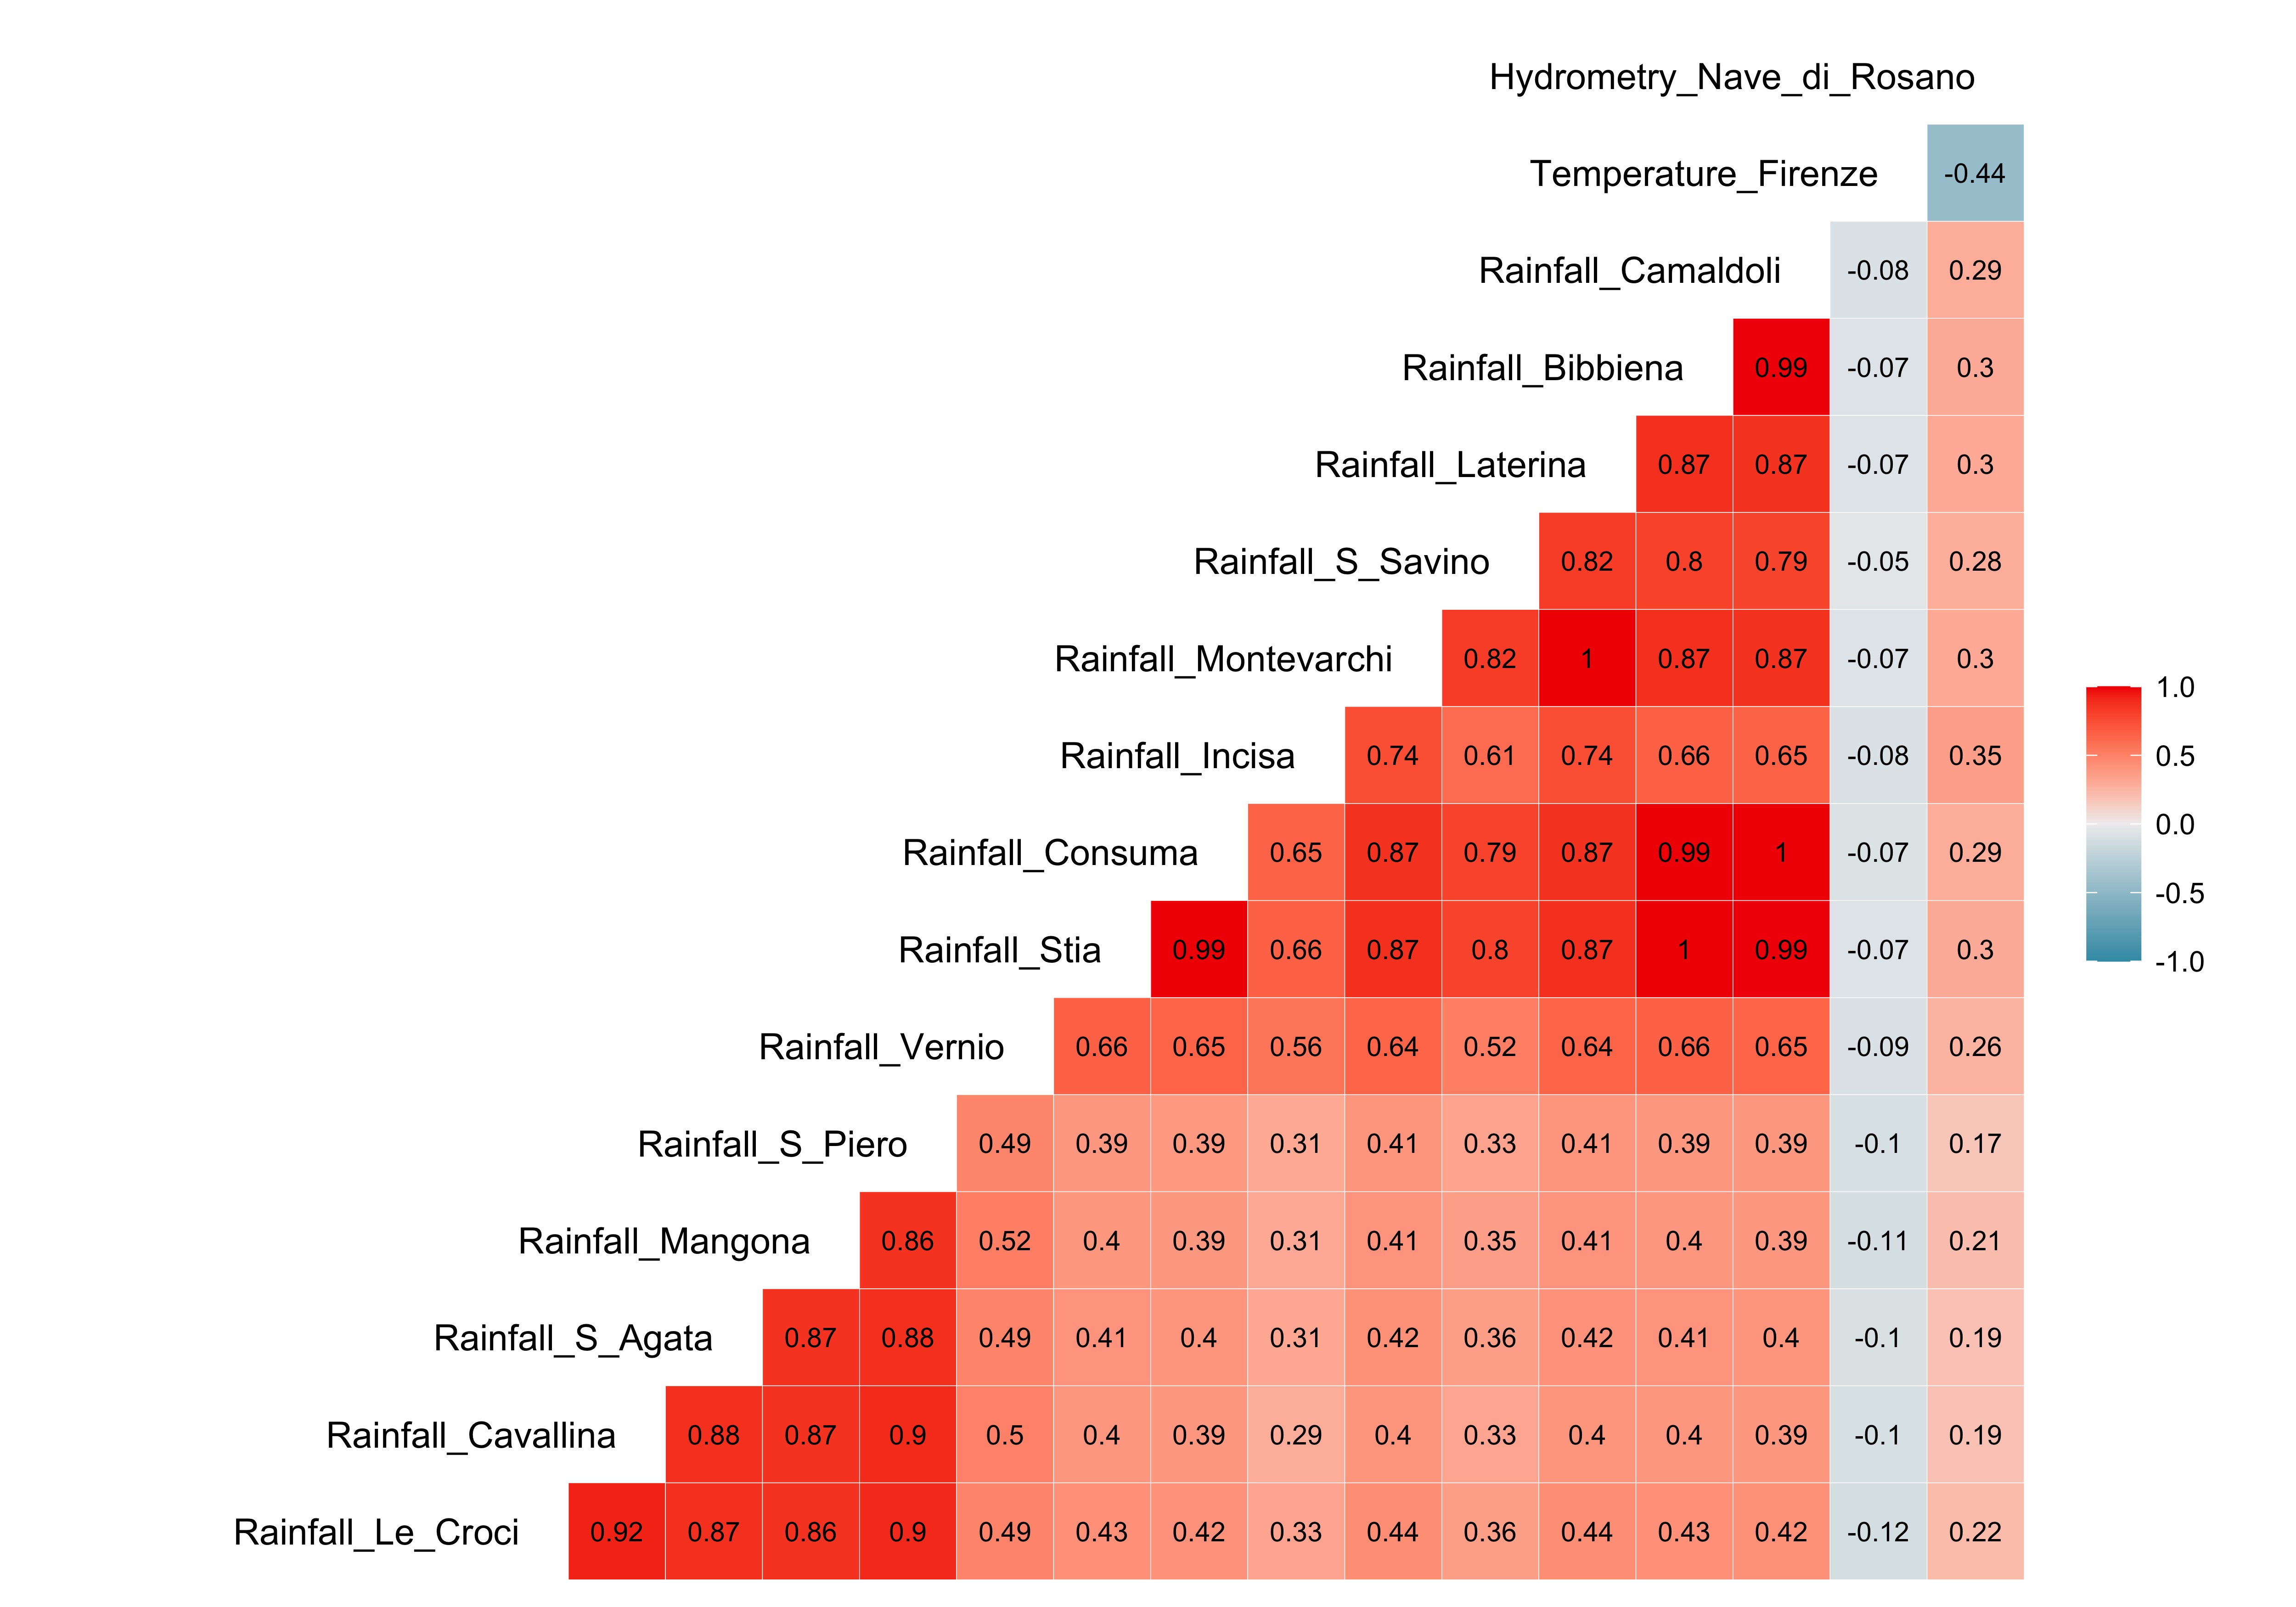 Hydrometry_Nave_di_Rosano
Temperature_Firenze -0.44
Rainfall_Camaldoli -0.08 0.29
Rainfall_Bibbiena 0.99 -0.07 0.3
Rainfall_Laterina 0.87 0.87 -0.07 0.3
Rainfall_S_Savino 0.82 0.8 0.79 -0.05 0.28
Rainfall_Montevarchi 0.82 1 0.87 0.87 -0.07 0.3
1.0
Rainfall_Incisa 0.74 0.61 0.74 0.66 0.65 -0.08 0.35
0.5
0.0
Rainfall_Consuma 0.65 0.87 0.79 0.87 0.99 1 -0.07 0.29
-0.5
Rainfall_Stia 0.99 0.66 0.87 0.8 0.87 1 0.99 -0.07 0.3
-1.0
Rainfall_Vernio 0.66 0.65 0.56 0.64 0.52 0.64 0.66 0.65 -0.09 0.26
Rainfall_S_Piero 0.49 0.39 0.39 0.31 0.41 0.33 0.41 0.39 0.39 -0.1 0.17
Rainfall_Mangona 0.86 0.52 0.4 0.39 0.31 0.41 0.35 0.41 0.4 0.39 -0.11 0.21
Rainfall_S_Agata 0.87 0.88 0.49 0.41 0.4 0.31 0.42 0.36 0.42 0.41 0.4 -0.1 0.19
Rainfall_Cavallina 0.88 0.87 0.9 0.5 0.4 0.39 0.29 0.4 0.33 0.4 0.4 0.39 -0.1 0.19
Rainfall_Le_Croci 0.92 0.87 0.86 0.9 0.49 0.43 0.42 0.33 0.44 0.36 0.44 0.43 0.42 -0.12 0.22